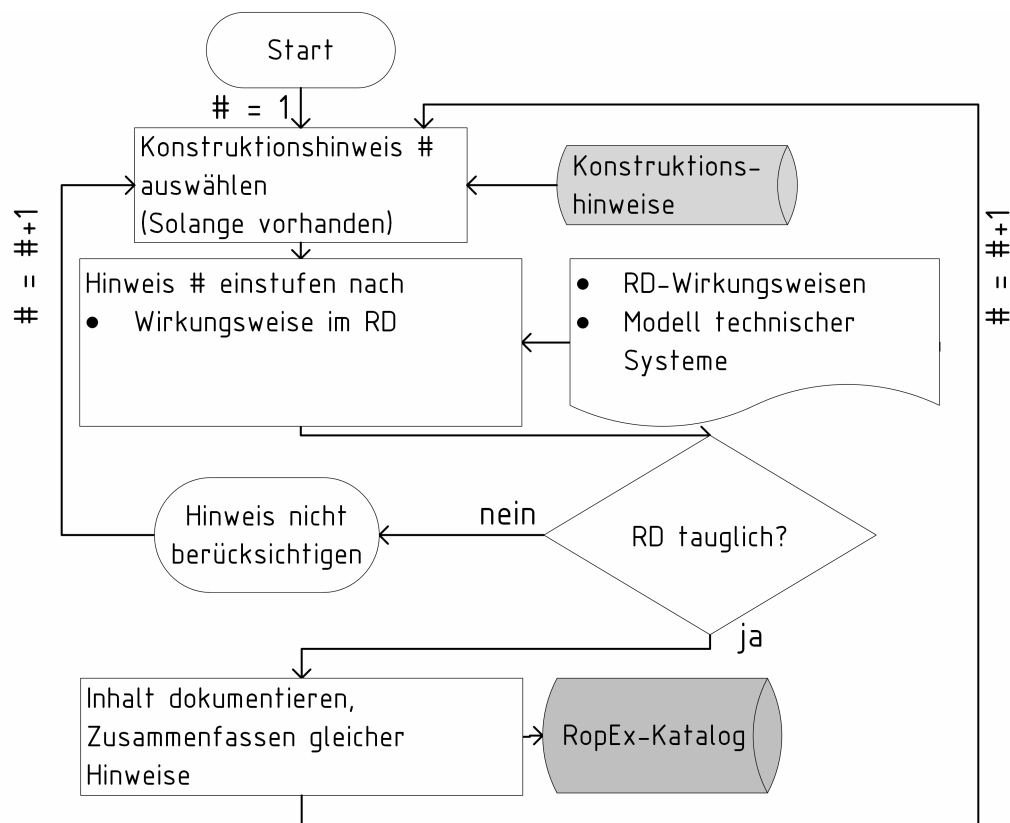 Start
# = 1
Konstruktionshinweis #
auswählen
(Solange vorhanden)
Konstruktions-
hinweise
# = #+1
# = #+1
Hinweis # einstufen nach
● Wirkungsweise im RD
● RD-Wirkungsweisen
● Modell technischer
Systeme
Hinweis nicht
berücksichtigen
nein
RD tauglich?
ja
Inhalt dokumentieren,
Zusammenfassen gleicher
Hinweise
RopEx-Katalog